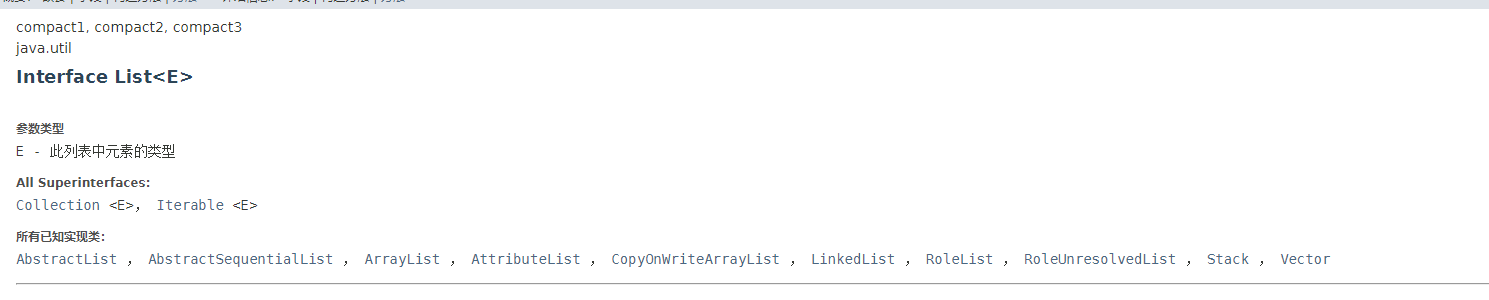 compact1, compact2, compact3
java.util
Interface List<E>
参数类型
E - 此列表中元素的类型
All Superinterfaces:
Collection <E>， Iterable <E>
所有已知实现类：
AbstractList ， AbstractSequentialList ， ArrayList ， AttributeList ， CopyOnWriteArrayList ， LinkedList ， RoleList ， RoleUnresolvedList ， Stack ， Vector